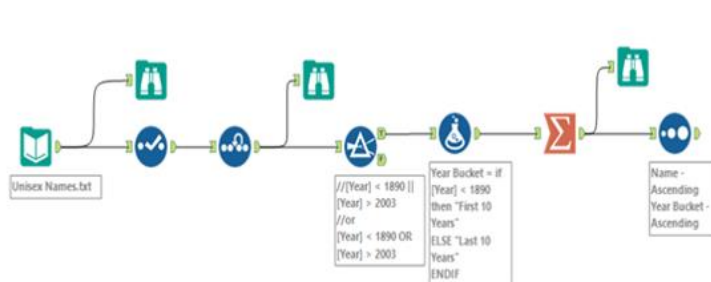 Unisex Names.txt
//[Year] < 1890 ||
[Year] > 2003
//or
[Year] < 1890 OR
[Year] > 2003
Year Bucket = if
[Year] < 1890
then "First 10
Years"
ELSE "Last 10
Years"
ENDIF
Name -
Ascending
Year Bucket -
Ascending